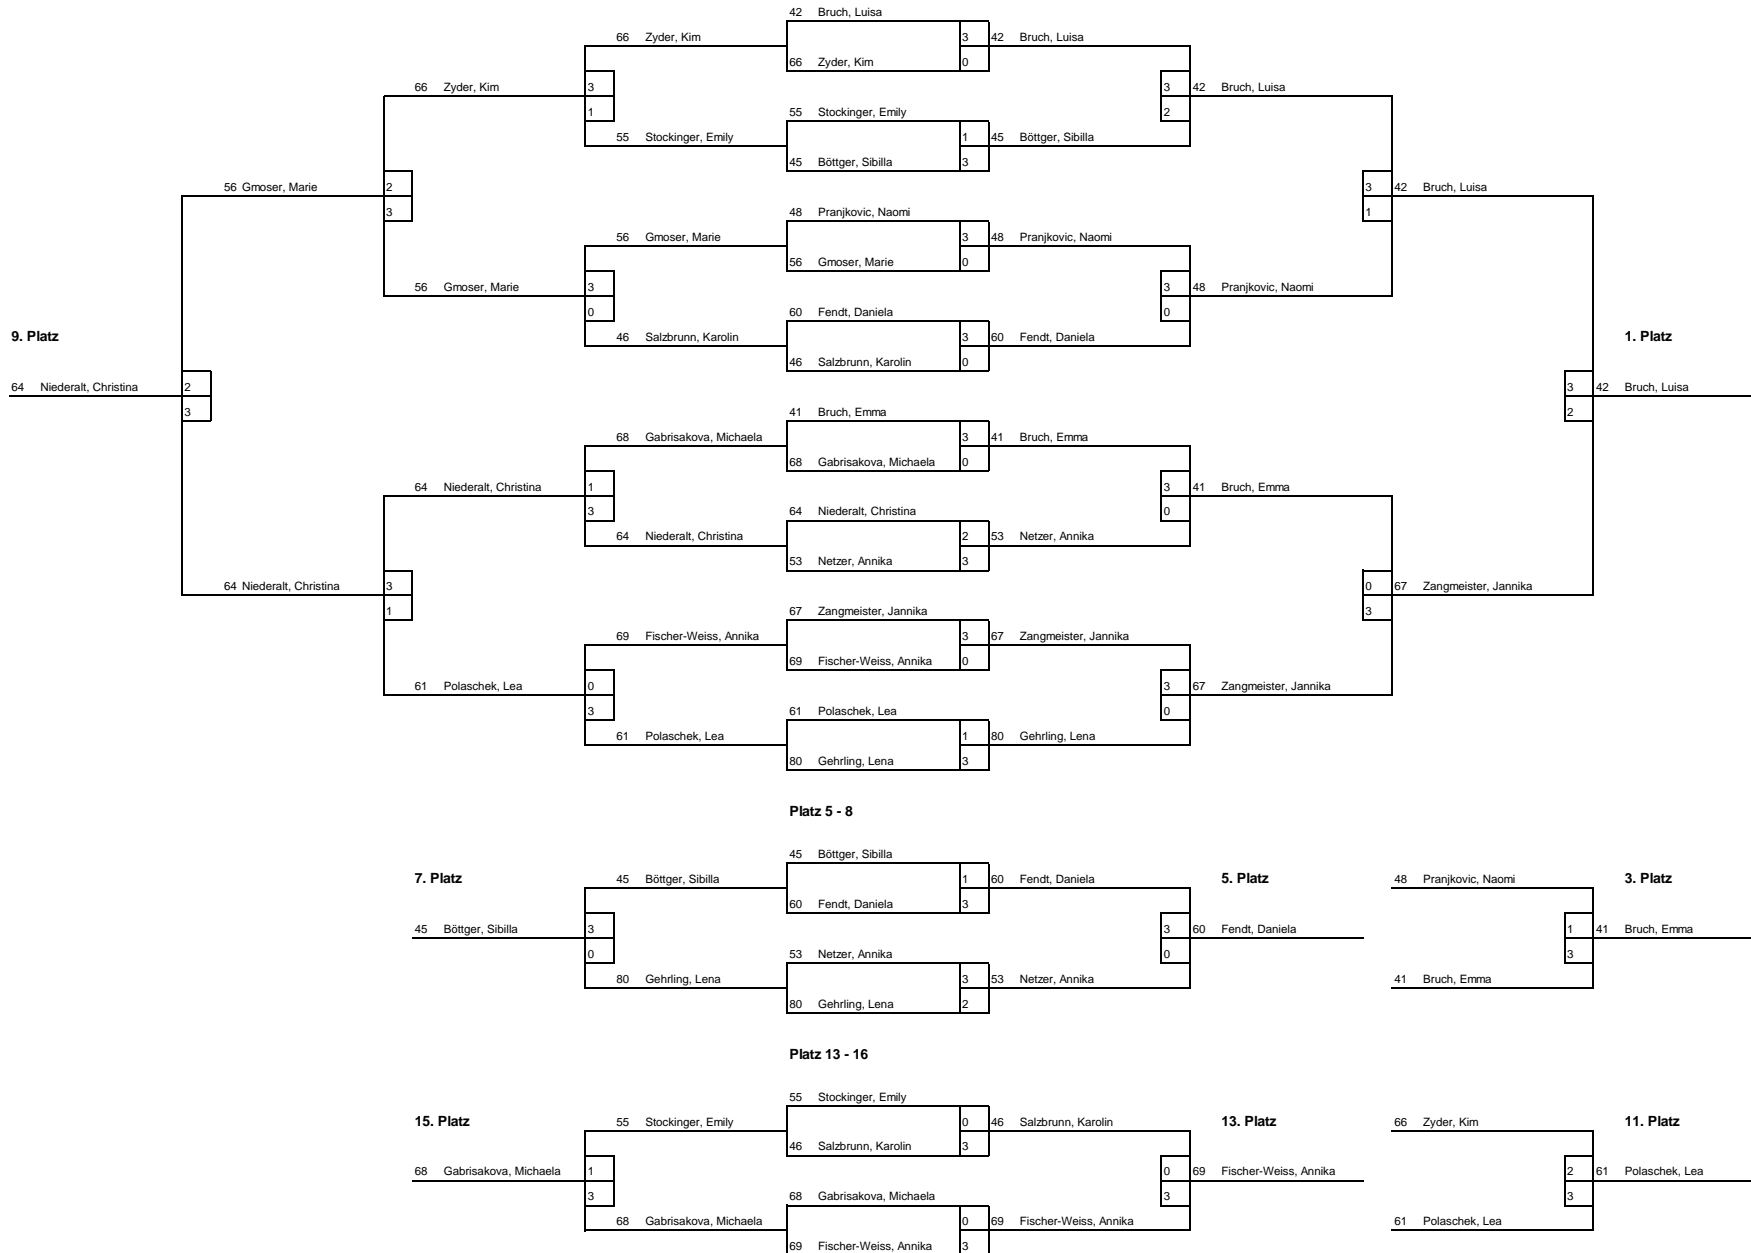 42 Bruch, Luisa
66 Zyder, Kim 3 42 Bruch, Luisa
66 Zyder, Kim 0
66 Zyder, Kim 3 3 42 Bruch, Luisa
1 55 Stockinger, Emily 2
55 Stockinger, Emily 1 45 Böttger, Sibilla
45 Böttger, Sibilla 3
56 Gmoser, Marie 2 3 42 Bruch, Luisa
3 48 Pranjkovic, Naomi 1
56 Gmoser, Marie 3 48 Pranjkovic, Naomi
56 Gmoser, Marie 0
56 Gmoser, Marie 3 3 48 Pranjkovic, Naomi
0 60 Fendt, Daniela 0
9. Platz 46 Salzbrunn, Karolin 3 60 Fendt, Daniela 1. Platz
46 Salzbrunn, Karolin 0
64 Niederalt, Christina 2 3 42 Bruch, Luisa
3 41 Bruch, Emma 2
68 Gabrisakova, Michaela 3 41 Bruch, Emma
68 Gabrisakova, Michaela 0
64 Niederalt, Christina 1 3 41 Bruch, Emma
3 64 Niederalt, Christina 0
64 Niederalt, Christina 2 53 Netzer, Annika
53 Netzer, Annika 3
64 Niederalt, Christina 3 0 67 Zangmeister, Jannika
1 67 Zangmeister, Jannika 3
69 Fischer-Weiss, Annika 3 67 Zangmeister, Jannika
69 Fischer-Weiss, Annika 0
61 Polaschek, Lea 0 3 67 Zangmeister, Jannika
3 61 Polaschek, Lea 0
61 Polaschek, Lea 1 80 Gehrling, Lena
80 Gehrling, Lena 3
Platz 5 - 8
45 Böttger, Sibilla
7. Platz 45 Böttger, Sibilla 1 60 Fendt, Daniela 5. Platz 48 Pranjkovic, Naomi 3. Platz
60 Fendt, Daniela 3
45 Böttger, Sibilla 3 3 60 Fendt, Daniela 1 41 Bruch, Emma
0 53 Netzer, Annika 0 3
80 Gehrling, Lena 3 53 Netzer, Annika 41 Bruch, Emma
80 Gehrling, Lena 2
Platz 13 - 16
55 Stockinger, Emily
15. Platz 55 Stockinger, Emily 0 46 Salzbrunn, Karolin 13. Platz 66 Zyder, Kim 11. Platz
46 Salzbrunn, Karolin 3
68 Gabrisakova, Michaela 1 0 69 Fischer-Weiss, Annika 2 61 Polaschek, Lea
3 68 Gabrisakova, Michaela 3 3
68 Gabrisakova, Michaela 0 69 Fischer-Weiss, Annika 61 Polaschek, Lea
69 Fischer-Weiss, Annika 3